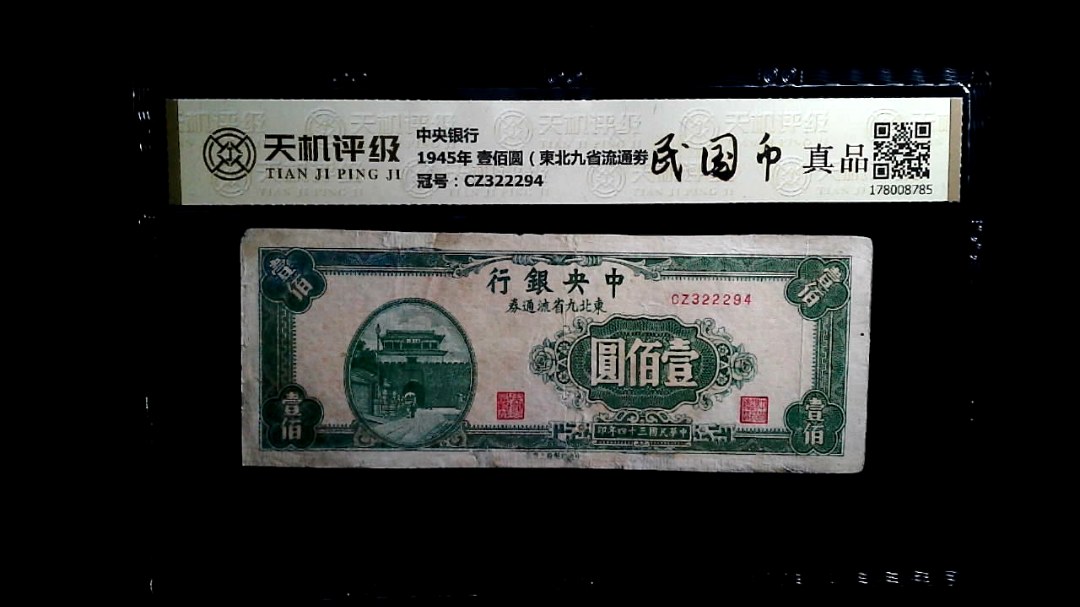 天机评级
TIAN JI PING JI
中央银行
1945年 壹佰圆（東北九省流通劵
冠号：CZ322294
民国币
真品
178008785
行銀央中
券通流省九北東
CZ322294
壹佰
壹佰
圓佰壹
壹佰
壹佰
印年四十三國民華中